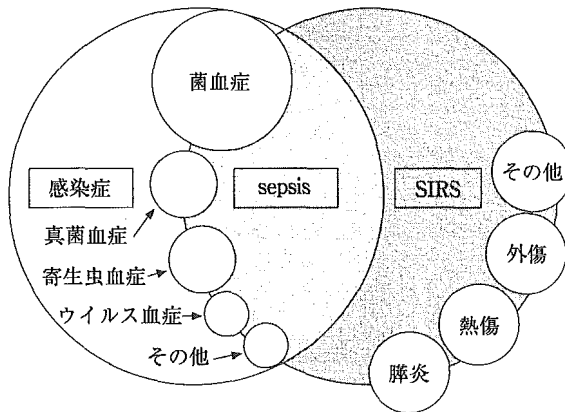 菌血症
感染症
sepsis
SIRS
その他
真菌血症
外傷
寄生虫血症
ウイルス血症
熱傷
その他
膵炎